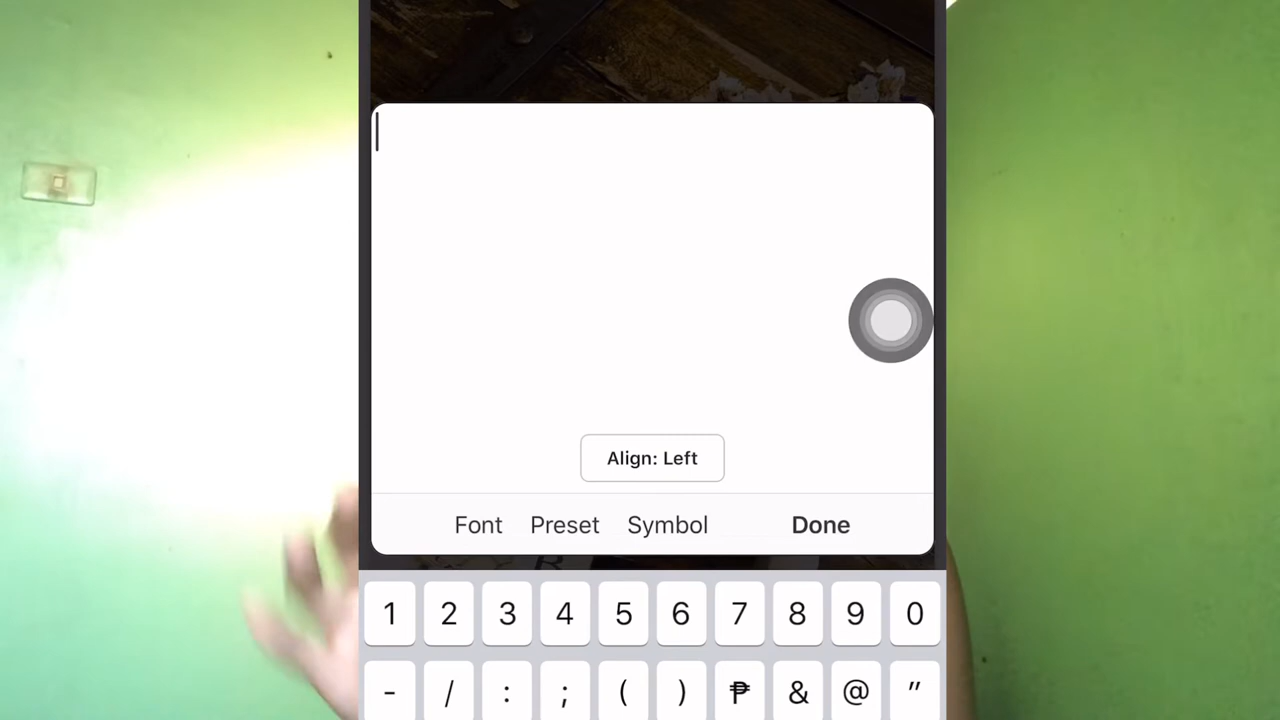 Align: Left
Font Preset Symbol Done
1 2 3 4 5 6 7 8 9 0
- / : ; ( ) ₱ & @ "